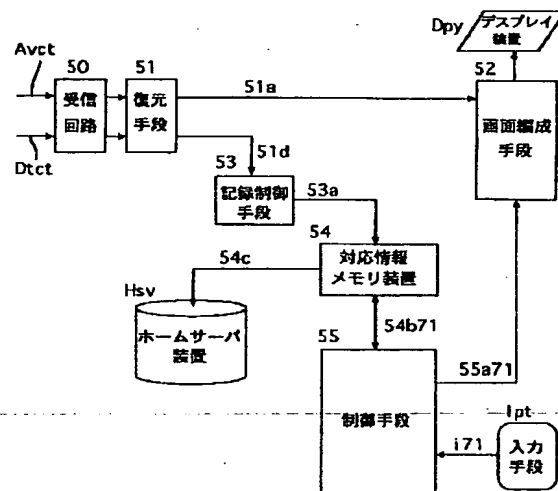 Dpy
デスプレイ
装置
Avct
50
51
52
受信
回路
復元
手段
51a
画面編成
手段
Dtct
51d
53
53a
記録制御
手段
54
54c
対応情報
メモリ装置
Hsv
ホームサーバ
装置
55
54b71
55a71
制御手段
Ipt
i71
入力
手段